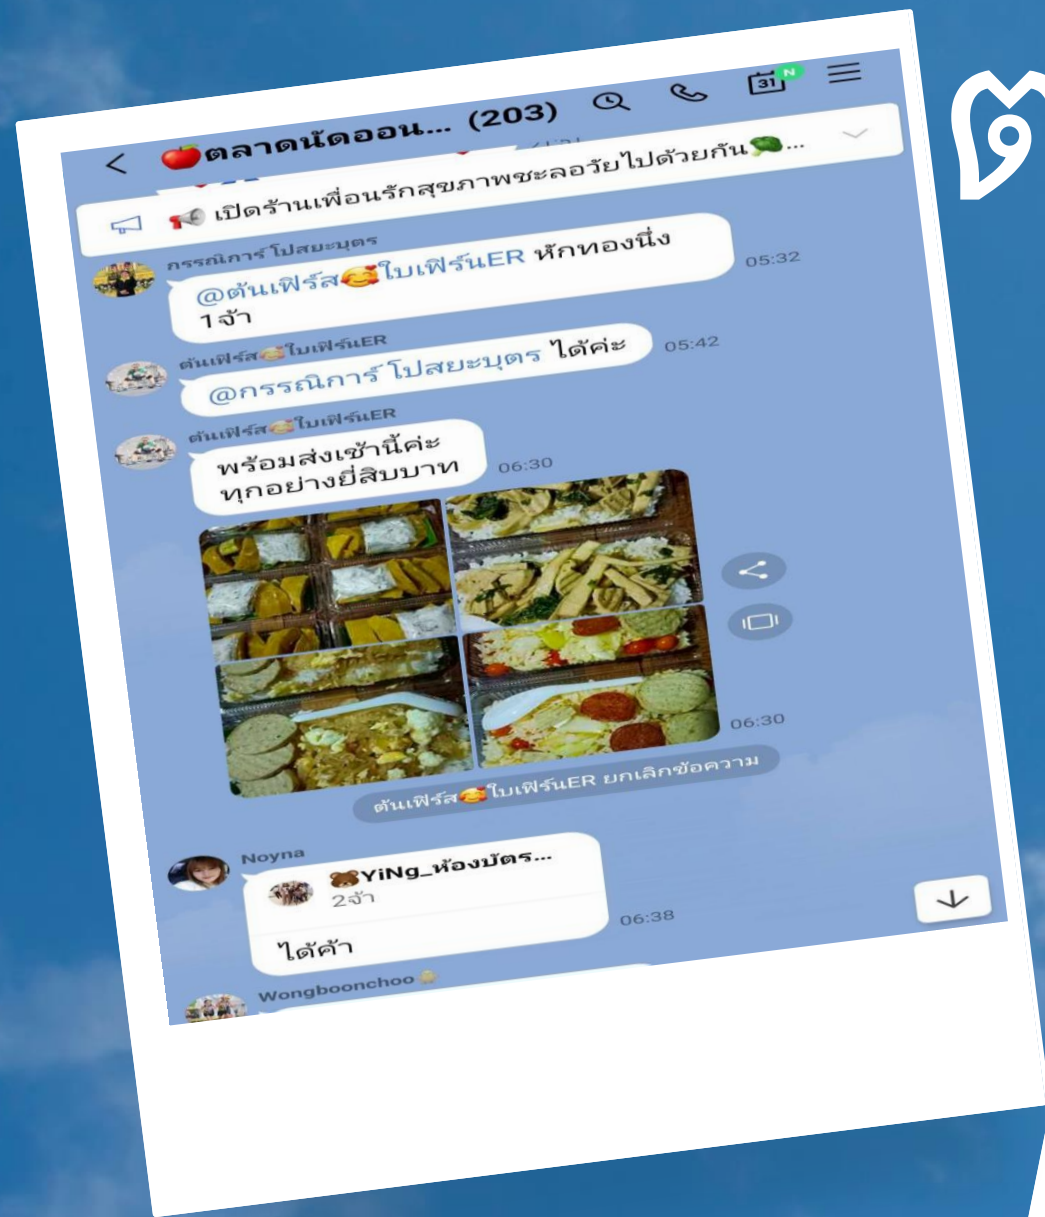 🍎ตลาดนัดออน... (203)
31 N
📢 เปิดร้านเพื่อนรักสุขภาพชะลอวัยไปด้วยกัน🥦...
กรรณิการ์ โปสยะบุตร
@ต้นเฟิร์ส🥰ใบเฟิร์นER หักทองนึ่ง
1จ้า
05:32
ต้นเฟิร์ส🥰ใบเฟิร์นER
@กรรณิการ์ โปสยะบุตร ได้ค่ะ
05:42
ต้นเฟิร์ส🥰ใบเฟิร์นER
พร้อมส่งเช้านี้ค่ะ
ทุกอย่างยี่สิบบาท
06:30
06:30
ต้นเฟิร์ส🥰ใบเฟิร์นER ยกเลิกข้อความ
Noyna
🐻YiNg_ห้องบัตร...
2จ้า
ได้ค้า
06:38
Wongboonchoo